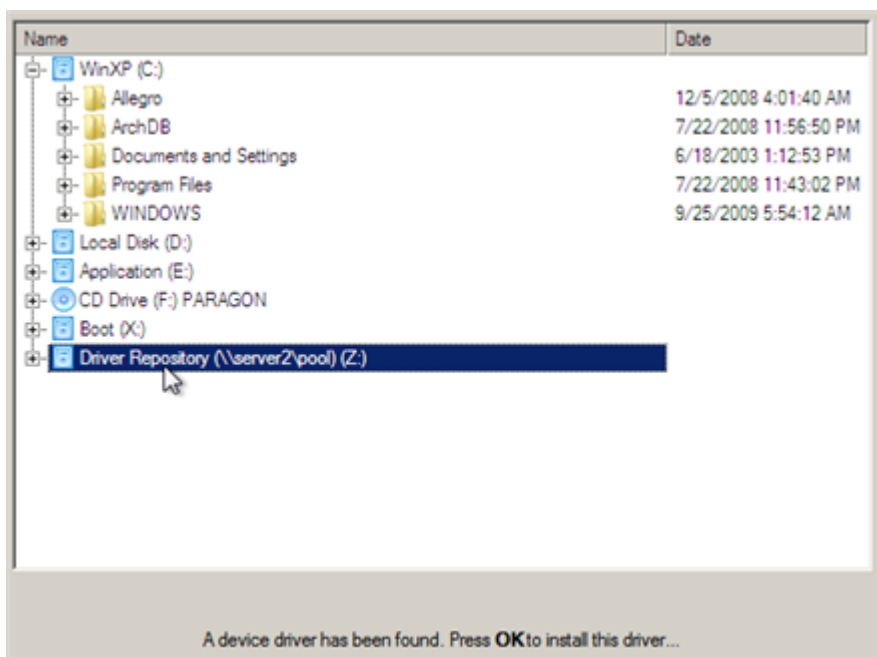 Name Date
WinXP (C:)
Allegro 12/5/2008 4:01:40 AM
ArchDB 7/22/2008 11:56:50 PM
Documents and Settings 6/18/2003 1:12:53 PM
Program Files 7/22/2008 11:43:02 PM
WINDOWS 9/25/2009 5:54:12 AM
Local Disk (D:)
Application (E:)
CD Drive (F:) PARAGON
Boot (X:)
Driver Repository (\\server2\pool) (Z:)
A device driver has been found. Press OK to install this driver...